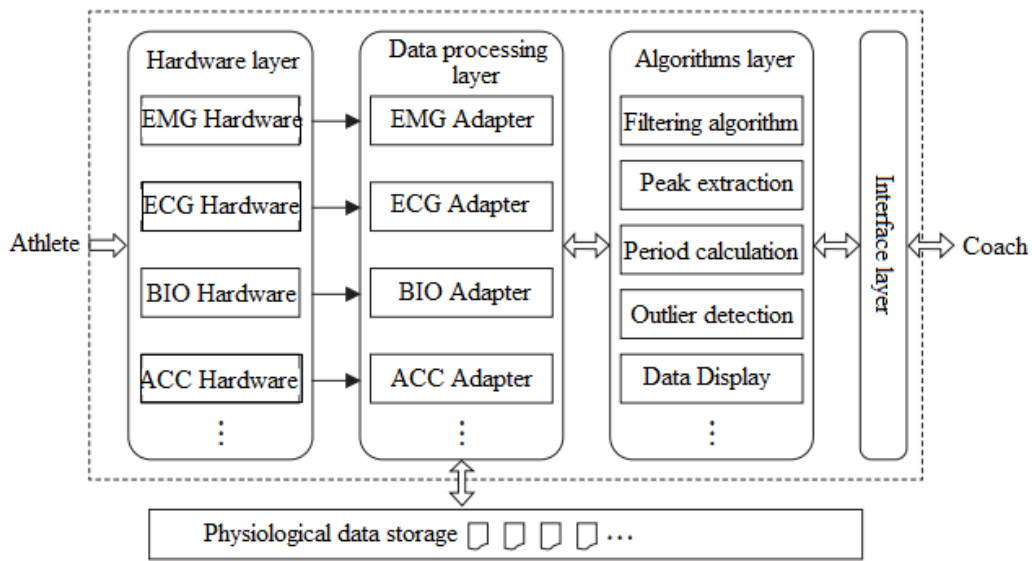 Athlete
Hardware layer
EMG Hardware
ECG Hardware
BIO Hardware
ACC Hardware
⋮
Data processing
layer
EMG Adapter
ECG Adapter
BIO Adapter
ACC Adapter
⋮
Algorithms layer
Filtering algorithm
Peak extraction
Period calculation
Outlier detection
Data Display
⋮
Interface layer
Coach
Physiological data storage ...